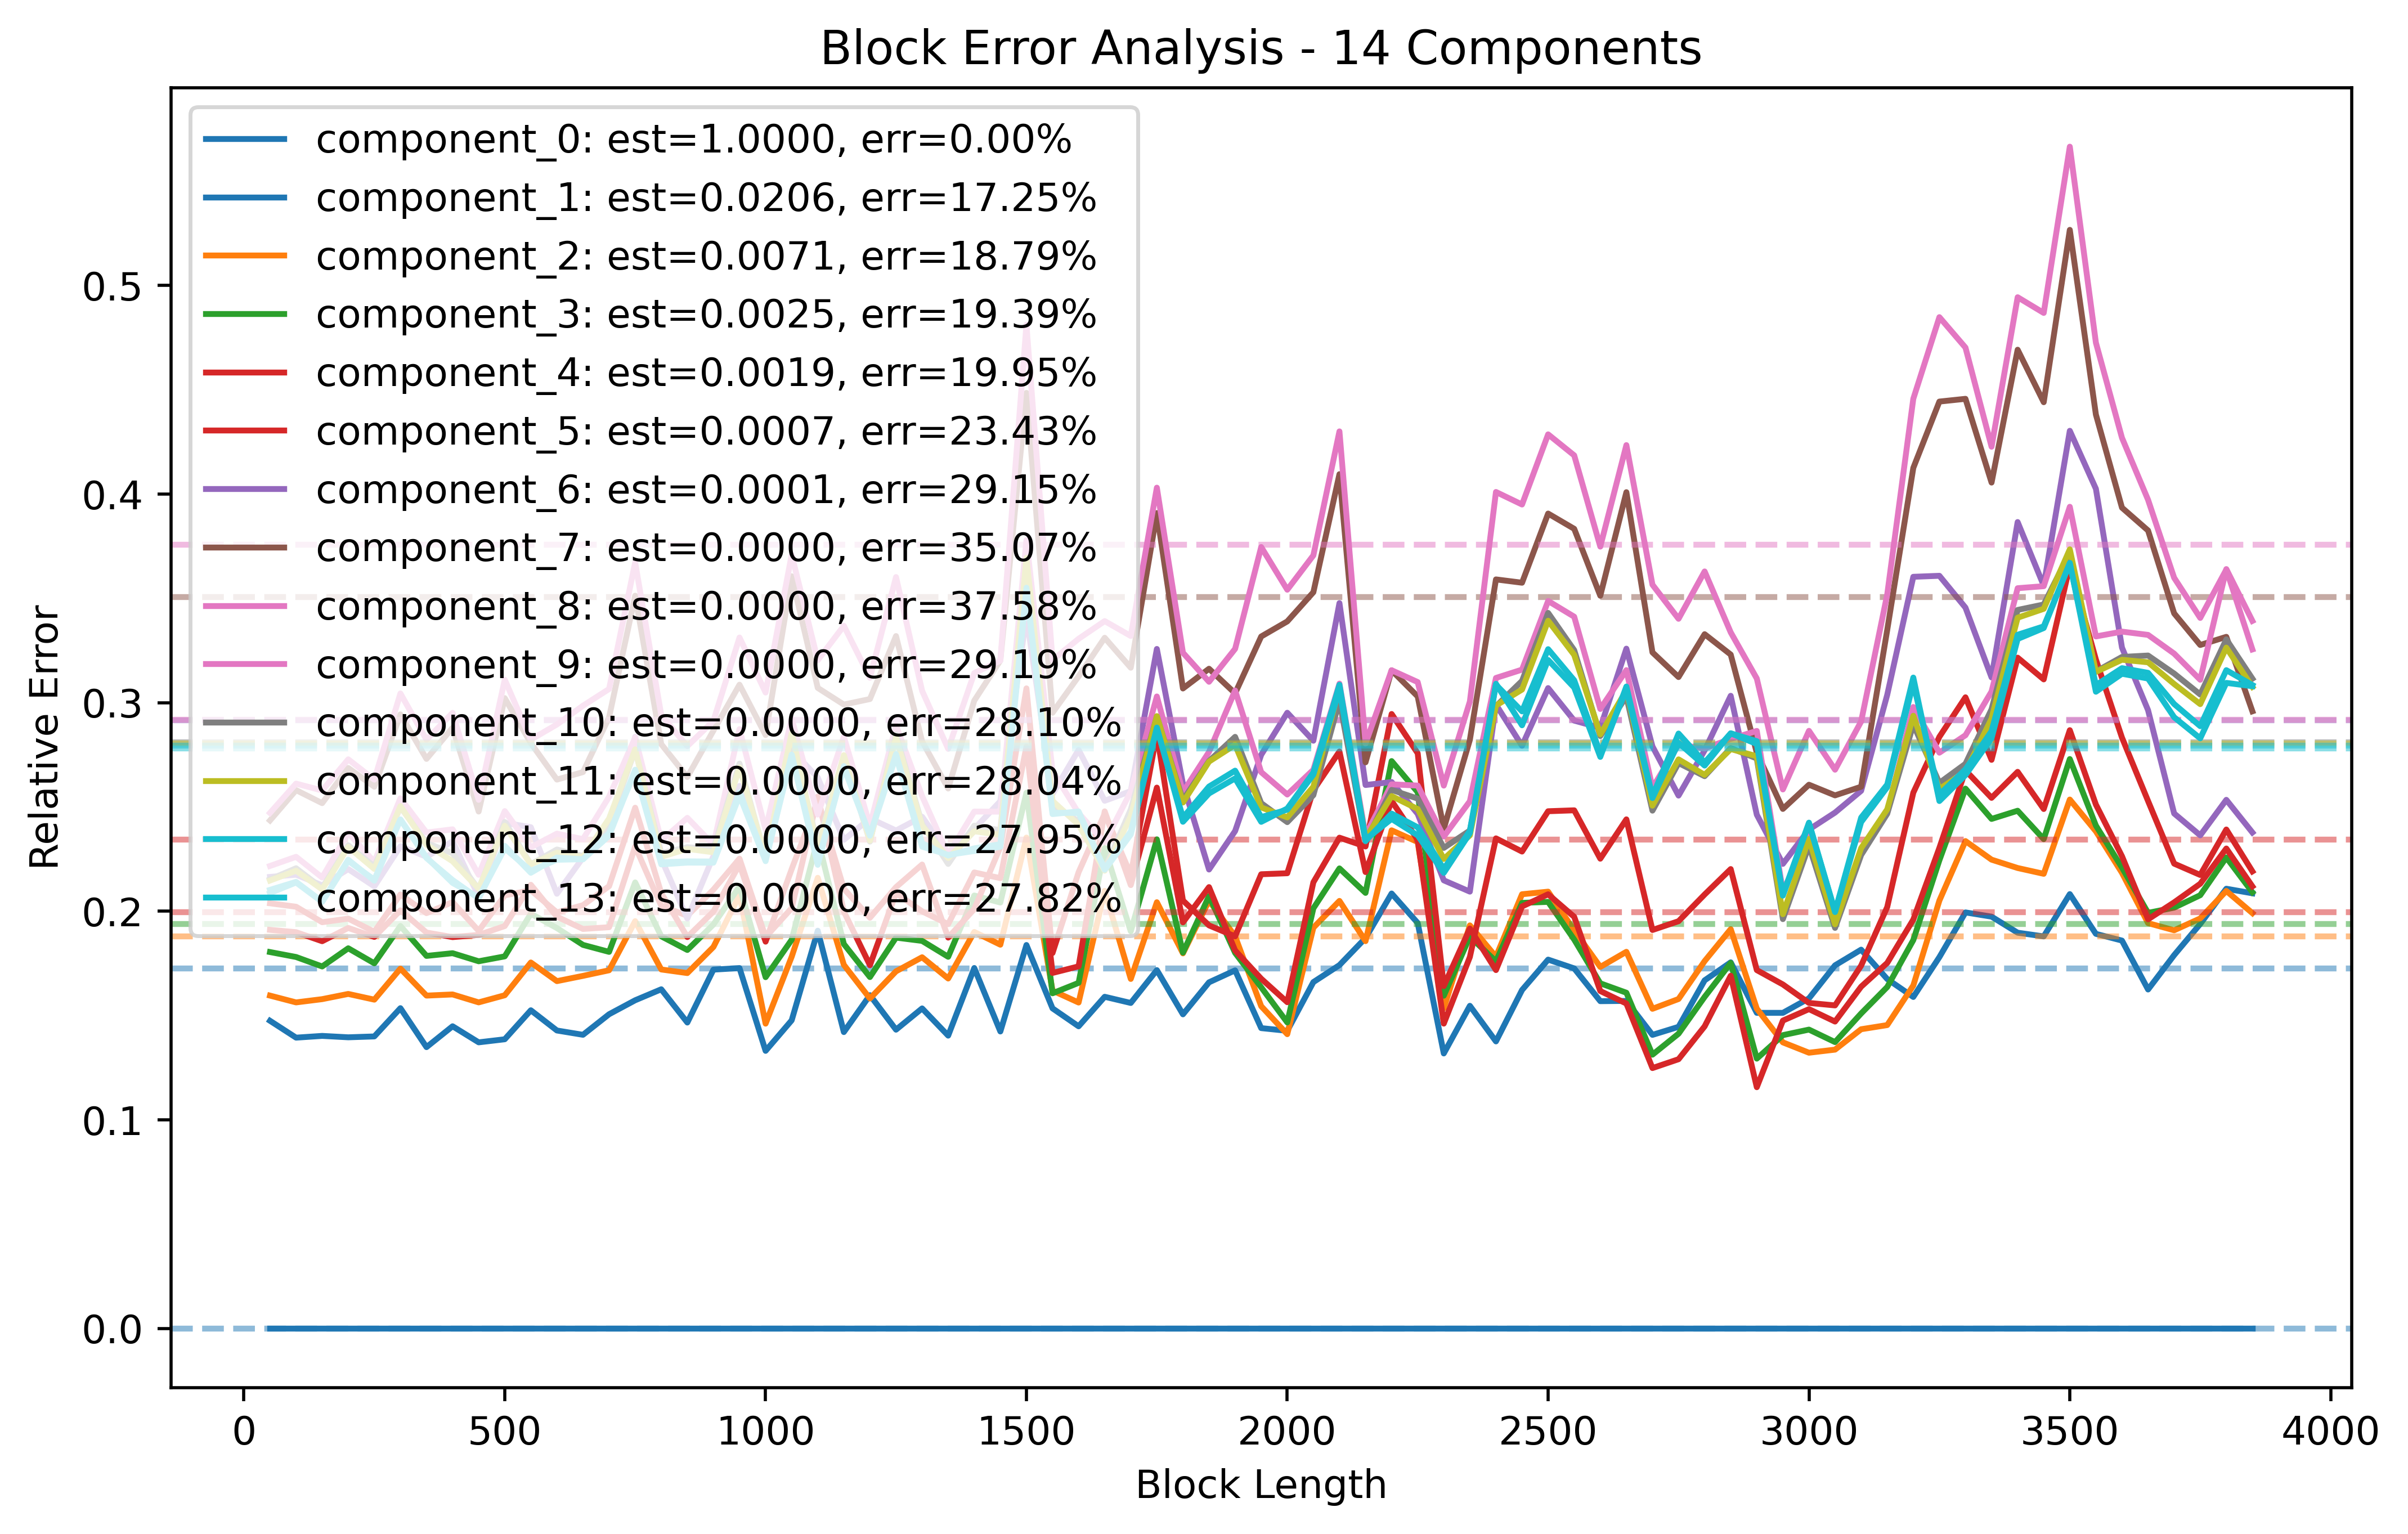 Block Error Analysis - 14 Components
component_0: est=1.0000, err=0.00%
component_1: est=0.0206, err=17.25%
component_2: est=0.0071, err=18.79%
component_3: est=0.0025, err=19.39%
component_4: est=0.0019, err=19.95%
component_5: est=0.0007, err=23.43%
component_6: est=0.0001, err=29.15%
component_7: est=0.0000, err=35.07%
component_8: est=0.0000, err=37.58%
component_9: est=0.0000, err=29.19%
component_10: est=0.0000, err=28.10%
component_11: est=0.0000, err=28.04%
component_12: est=0.0000, err=27.95%
component_13: est=0.0000, err=27.82%
Relative Error
0.5
0.4
0.3
0.2
0.1
0.0
0 500 1000 1500 2000 2500 3000 3500 4000
Block Length